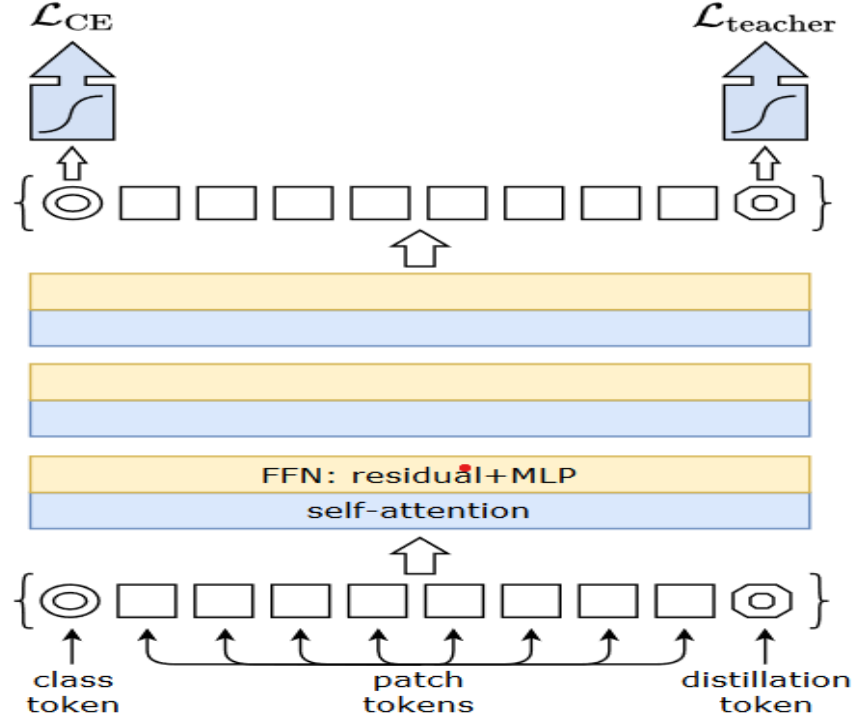 ℒCE
ℒteacher
FFN: residual+MLP
self-attention
class token
patch tokens
distillation token